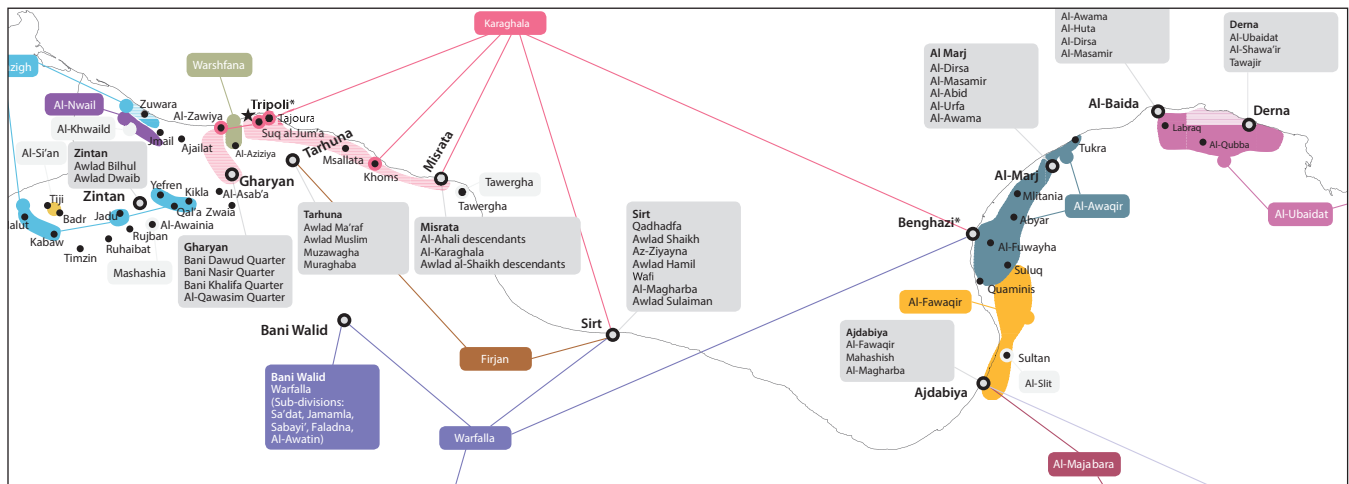 Karaghala
Al-Awama
Al-Huta
Al-Dirsa
Al-Masamir
Derna
Al-Ubaidat
Al-Shawa'ir
Tawajir
zigh
Warshfana
Al Marj
Al-Dirsa
Al-Masamir
Al-Abid
Al-Urfa
Al-Awama
Al-Nwail
Zuwara
Al-Zawiya
Tripoli*
Tajoura
Suq al-Jum'a
Al-Khwaild
Jmail
Ajailat
Al-Aziziya
Tarhuna
Msallata
Khoms
Misrata
Al-Baida
Labraq
Al-Qubba
Derna
Tukra
Al-Si'an
Zintan
Awlad Bilhul
Awlad Dwaib
Gharyan
Tawergha
Tawergha
Al-Marj
Mlitania
Al-Awaqir
Al-Ubaidat
Yefren
Kikla
Al-Asab'a
Zintan
Tiji
Badr
Jadu
Qal'a
Zwaia
Al-Awainia
alut
Kabaw
Rujban
Ruhaibat
Timzin
Mashashia
Gharyan
Bani Dawud Quarter
Bani Nasir Quarter
Bani Khalifa Quarter
Al-Qawasim Quarter
Tarhuna
Awlad Ma'raf
Awlad Muslim
Muzawagha
Muraghaba
Misrata
Al-Ahali descendants
Al-Karaghala
Awlad al-Shaikh descendants
Sirt
Qadhadfa
Awlad Shaikh
Az-Ziyayna
Awlad Hamil
Wafi
Al-Magharba
Awlad Sulaiman
Benghazi*
Abyar
Al-Fuwayha
Suluq
Quaminis
Al-Fawaqir
Bani Walid
Sirt
Firjan
Ajdabiya
Al-Fawaqir
Mahashish
Al-Magharba
Sultan
Al-Slit
Ajdabiya
Bani Walid
Warfalla
(Sub-divisions:
Sa'dat, Jamamla,
Sabayi', Faladna,
Al-Awatin)
Warfalla
Al-Majabara